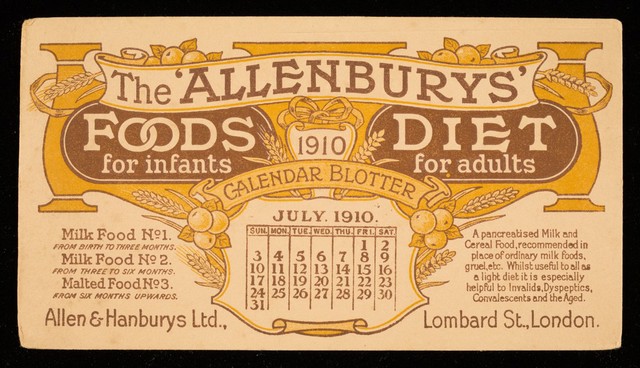 The 'ALLENBURYS'
FOODS
for infants
1910
DIET
for adults
CALENDAR BLOTTER
Milk Food Nº1.
FROM BIRTH TO THREE MONTHS.
Milk Food Nº2.
FROM THREE TO SIX MONTHS.
Malted Food Nº3.
FROM SIX MONTHS UPWARDS.
JULY. 1910.
SUN. MON. TUE. WED. THU. FRI. SAT.
1 2
3 4 5 6 7 8 9
10 11 12 13 14 15 16
17 18 19 20 21 22 23
24 25 26 27 28 29 30
31
A pancreatised Milk and
Cereal Food, recommended in
place of ordinary milk foods,
gruel, etc. Whilst useful to all as
a light diet it is especially
helpful to Invalids, Dyspeptics,
Convalescents and the Aged.
Allen & Hanburys Ltd.,
Lombard St., London.